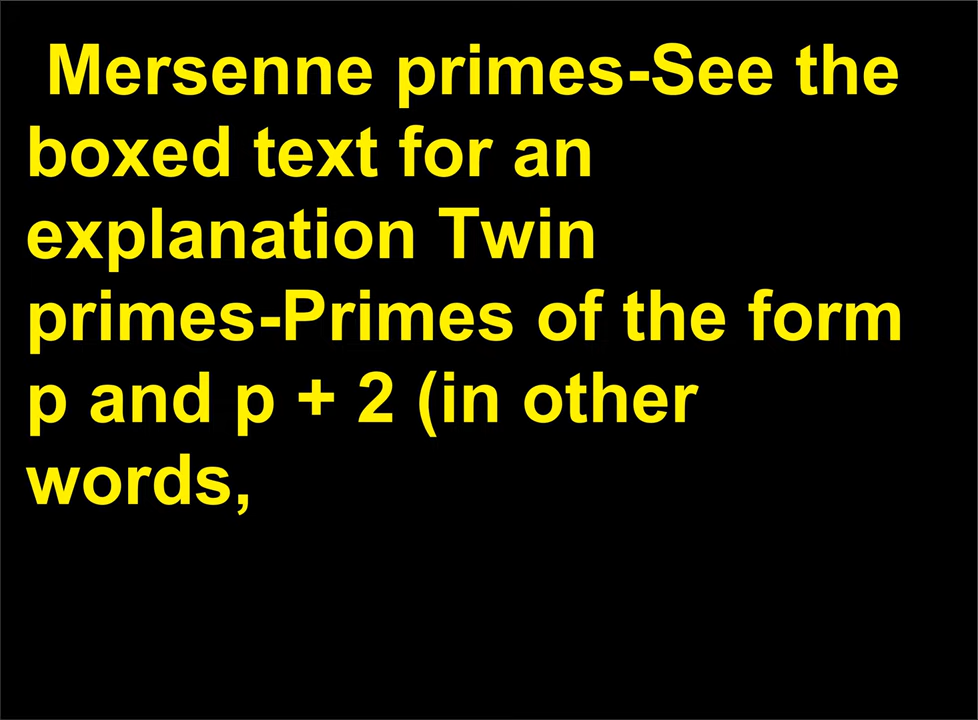 Mersenne primes-See the
boxed text for an
explanation Twin
primes-Primes of the form
p and p + 2 (in other
words,